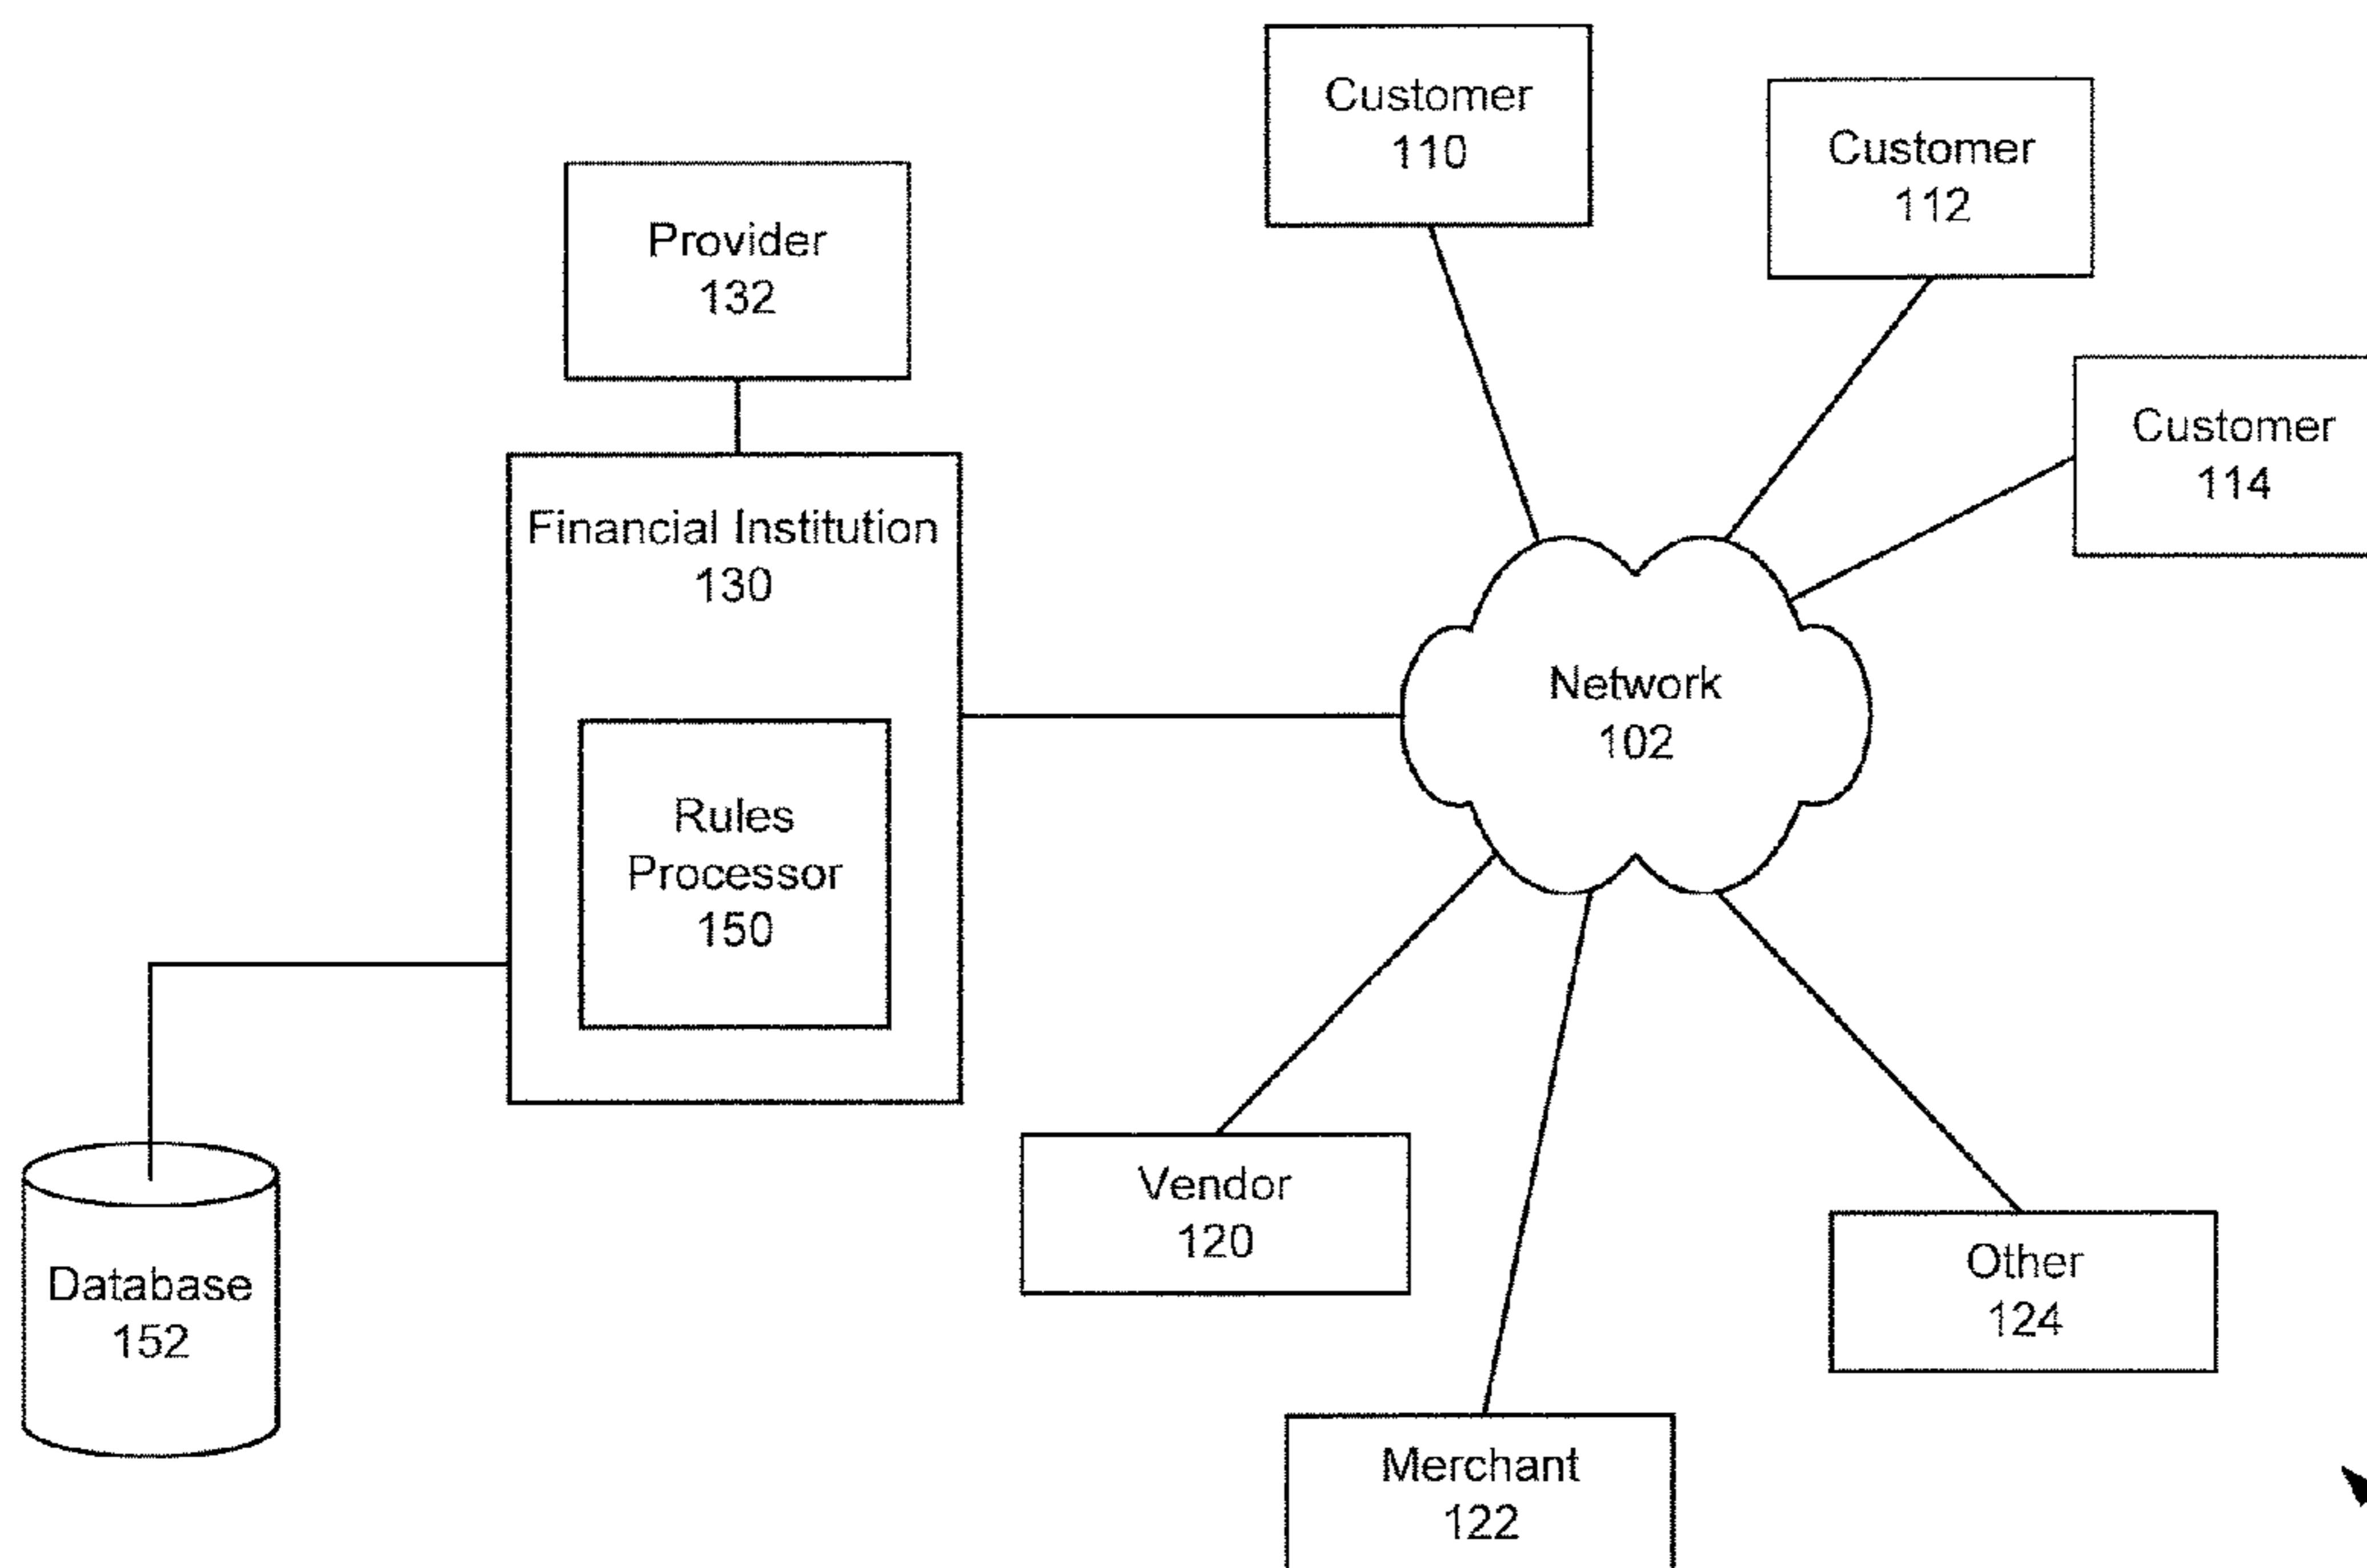 Customer
110
Customer
112
Provider
132
Customer
114
Financial Institution
130
Network
102
Rules
Processor
150
Vendor
120
Other
124
Database
152
Merchant
122